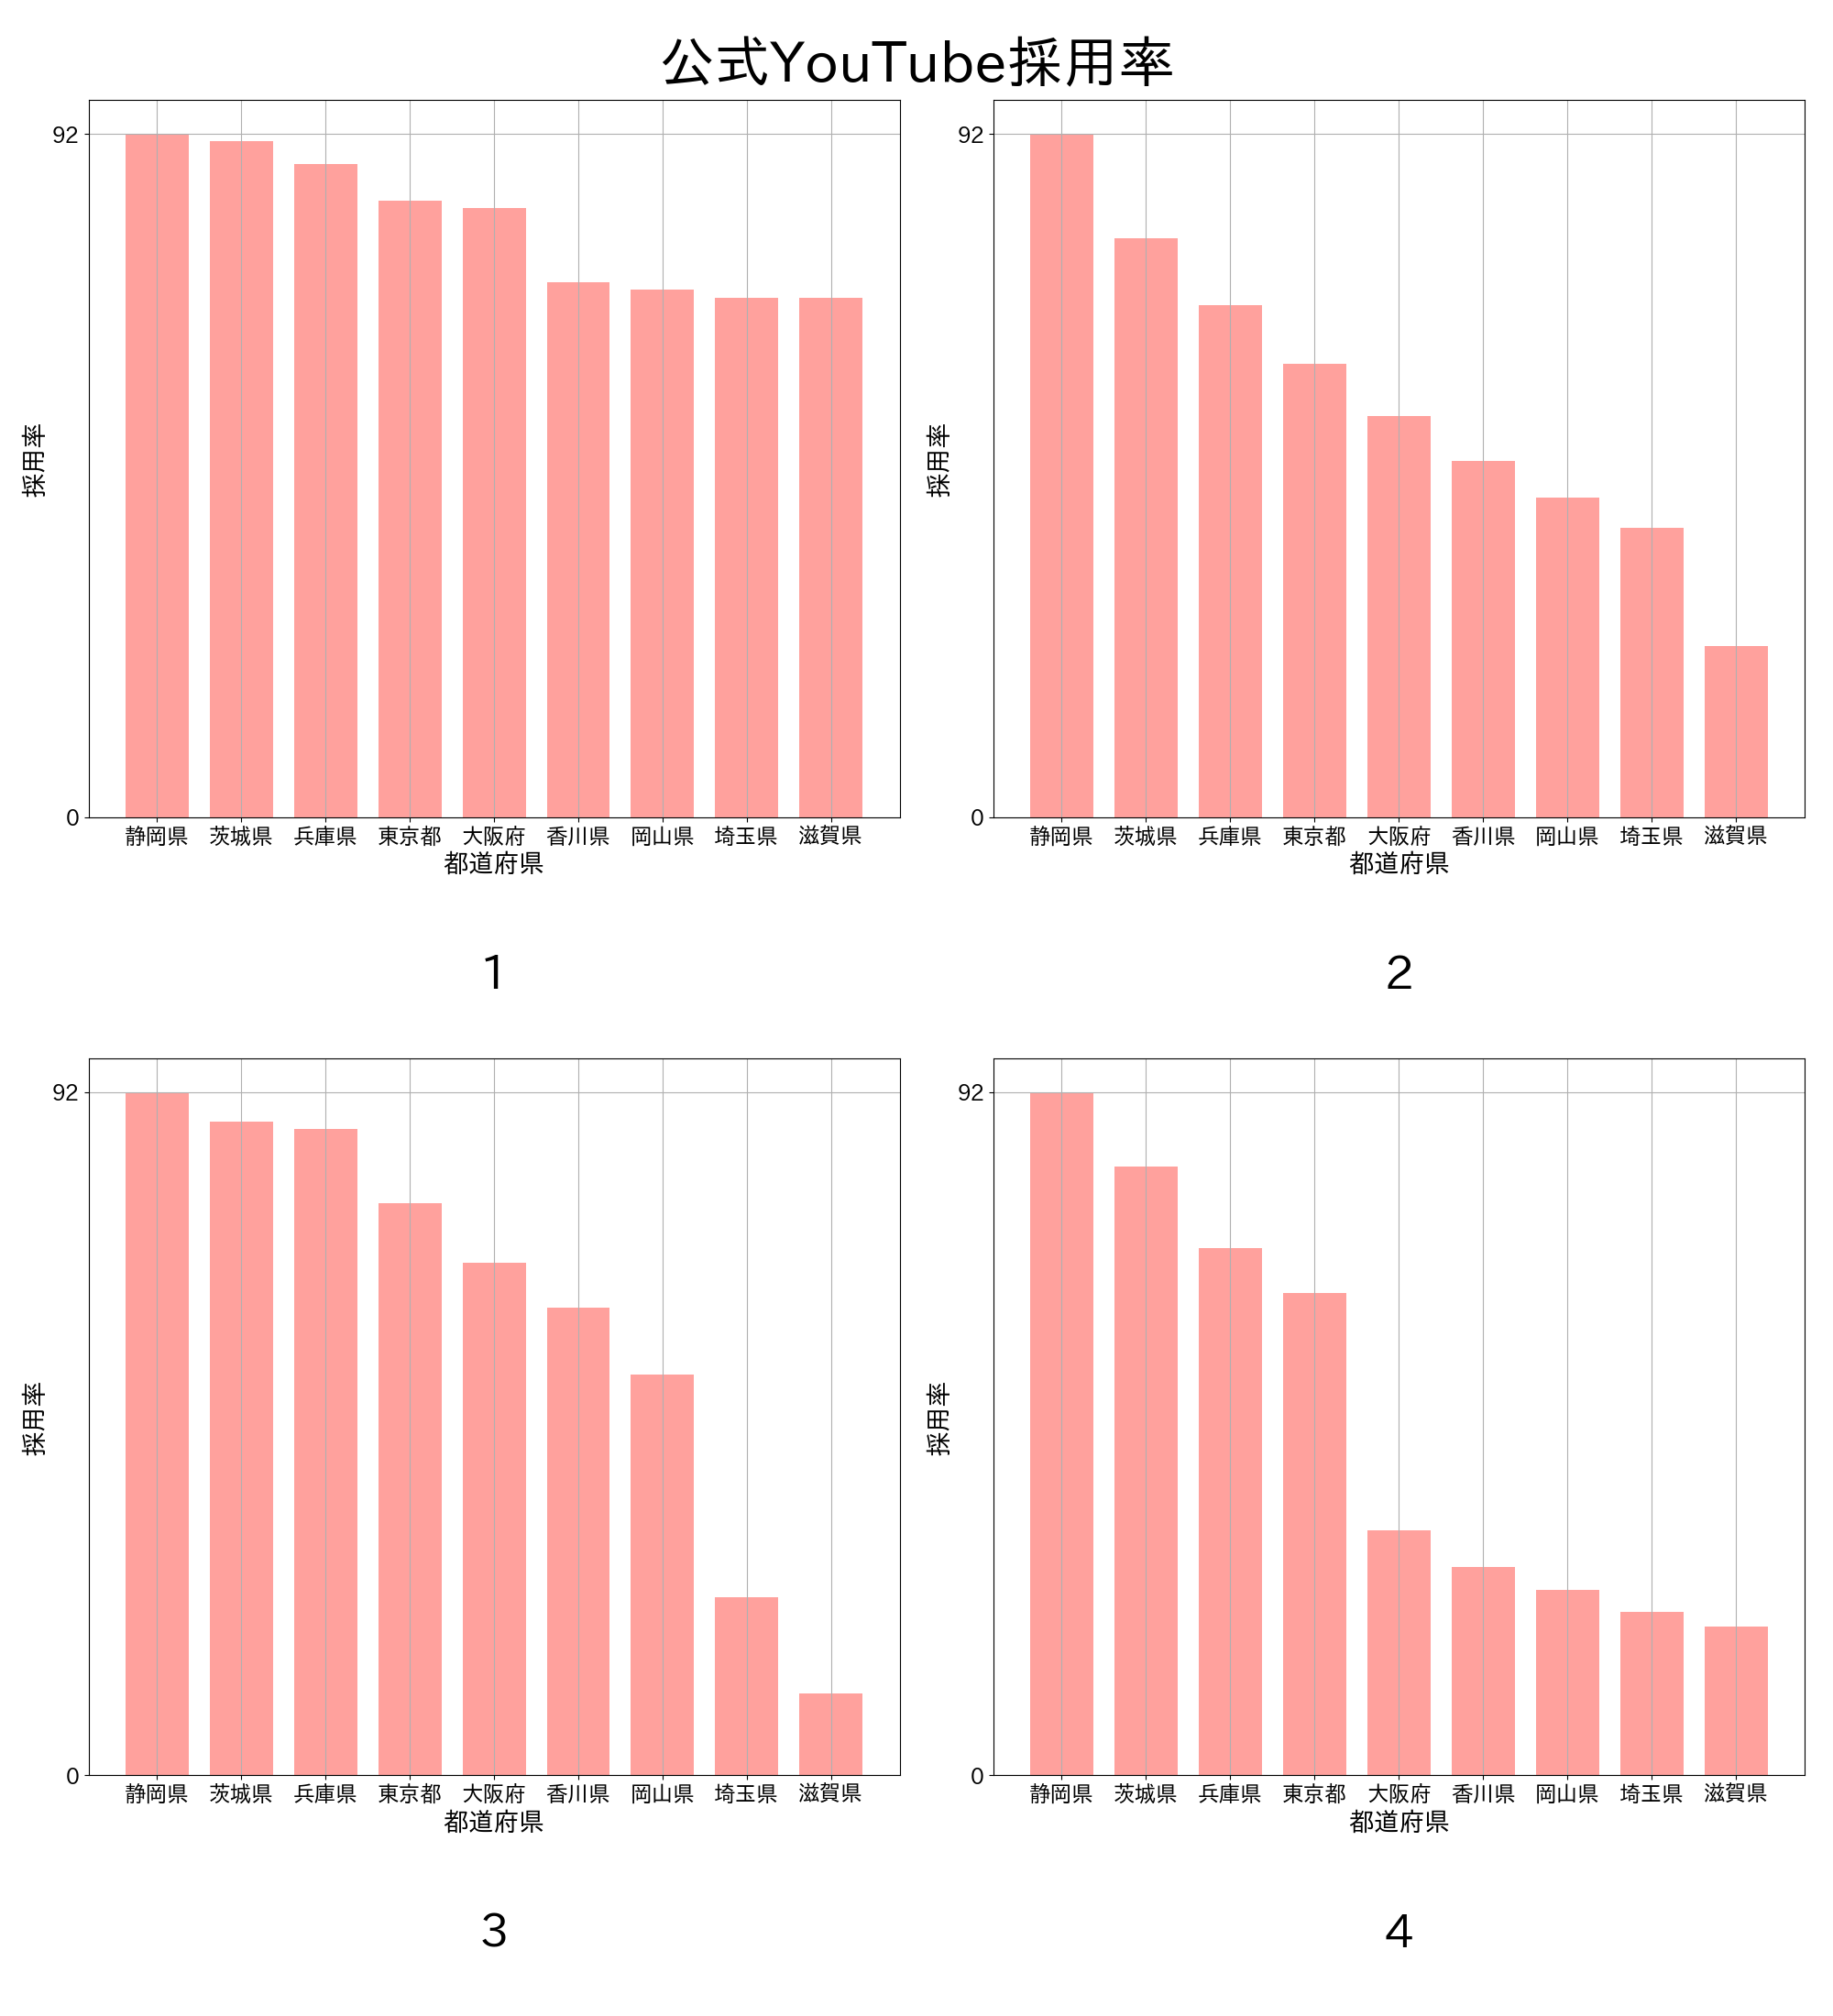 公式YouTube採用率
92
0
採用率
静岡県 茨城県 兵庫県 東京都 大阪府 香川県 岡山県 埼玉県 滋賀県
都道府県
1
92
0
採用率
静岡県 茨城県 兵庫県 東京都 大阪府 香川県 岡山県 埼玉県 滋賀県
都道府県
2
92
0
採用率
静岡県 茨城県 兵庫県 東京都 大阪府 香川県 岡山県 埼玉県 滋賀県
都道府県
3
92
0
採用率
静岡県 茨城県 兵庫県 東京都 大阪府 香川県 岡山県 埼玉県 滋賀県
都道府県
4